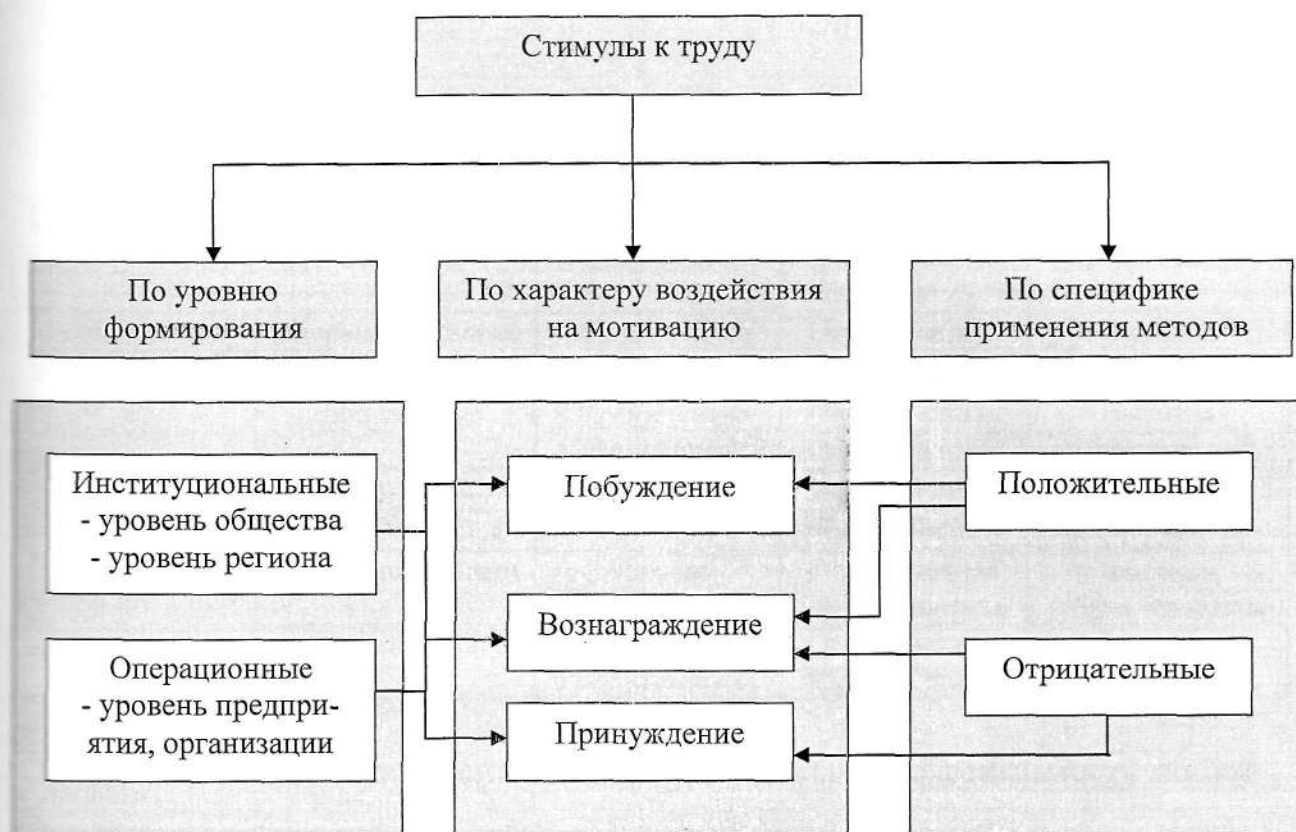 Стимулы к труду
По уровню
формирования
По характеру воздействия
на мотивацию
По специфике
применения методов
Институциональные
- уровень общества
- уровень региона
Операционные
- уровень предпри-
ятия, организации
Побуждение
Вознаграждение
Принуждение
Положительные
Отрицательные